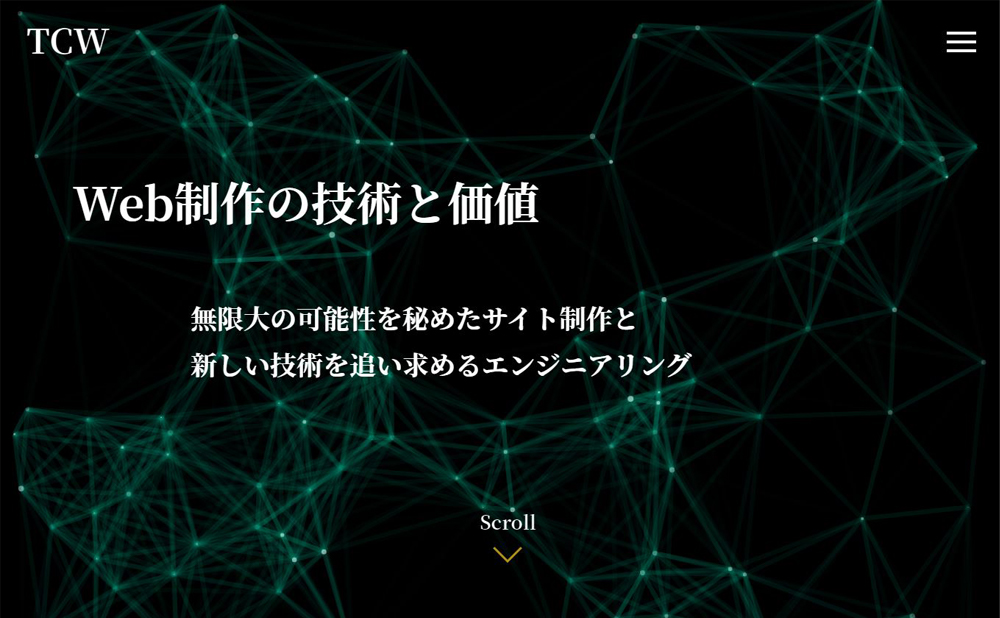 TCW
Web制作の技術と価値
無限大の可能性を秘めたサイト制作と
新しい技術を追い求めるエンジニアリング
Scroll